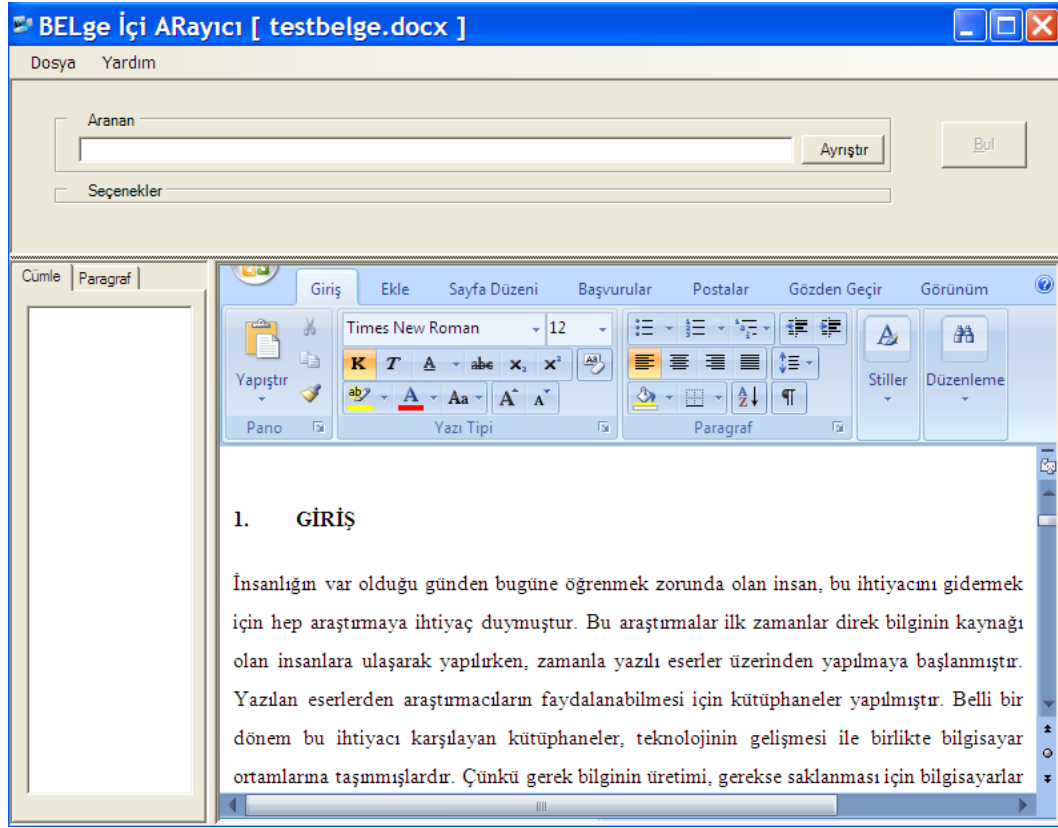 BELge İçi ARayıcı [ testbelge.docx ]
Dosya Yardım
Aranan
Ayrıştır
Bul
Seçenekler
Cümle Paragraf
Giriş Ekle Sayfa Düzeni Başvurular Postalar Gözden Geçir Görünüm
Times New Roman 12
K T A abc x₂ x²
Yapıştır
ab A Aa A A
Stiller Düzenleme
Pano Yazı Tipi Paragraf
1. GİRİŞ
İnsanlığın var olduğu günden bugüne öğrenmek zorunda olan insan, bu ihtiyacını gidermek
için hep araştırmaya ihtiyaç duymuştur. Bu araştırmalar ilk zamanlar direk bilginin kaynağı
olan insanlara ulaşarak yapılırken, zamanla yazılı eserler üzerinden yapılmaya başlanmıştır.
Yazılan eserlerden araştırmacıların faydalanabilmesi için kütüphaneler yapılmıştır. Belli bir
dönem bu ihtiyacı karşılayan kütüphaneler, teknolojinin gelişmesi ile birlikte bilgisayar
ortamlarına taşınmışlardır. Çünkü gerek bilginin üretimi, gerekse saklanması için bilgisayarlar